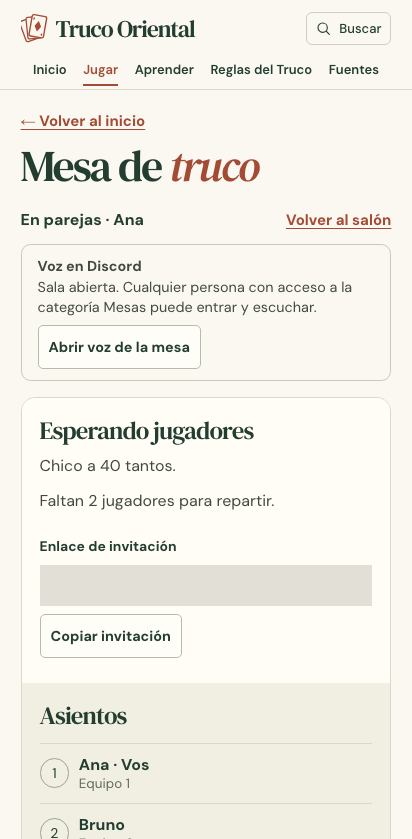 Truco Oriental
Buscar
Inicio Jugar Aprender Reglas del Truco Fuentes
← Volver al inicio
Mesa de truco
En parejas · Ana Volver al salón
Voz en Discord
Sala abierta. Cualquier persona con acceso a la
categoría Mesas puede entrar y escuchar.
Abrir voz de la mesa
Esperando jugadores
Chico a 40 tantos.
Faltan 2 jugadores para repartir.
Enlace de invitación
Copiar invitación
Asientos
1 Ana · Vos
Equipo 1
2 Bruno